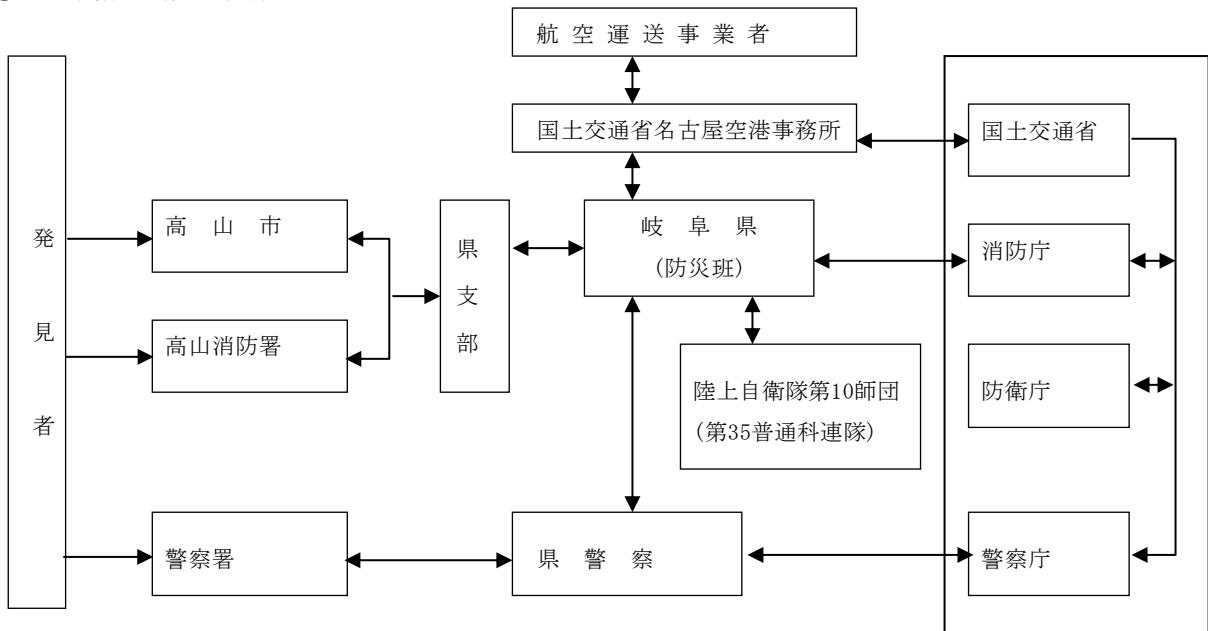 航空運送事業者
国土交通省名古屋空港事務所
国土交通省
発見者
高山市
県支部
岐阜県
(防災班)
消防庁
高山消防署
陸上自衛隊第10師団
(第35普通科連隊)
防衛庁
警察署
県警察
警察庁